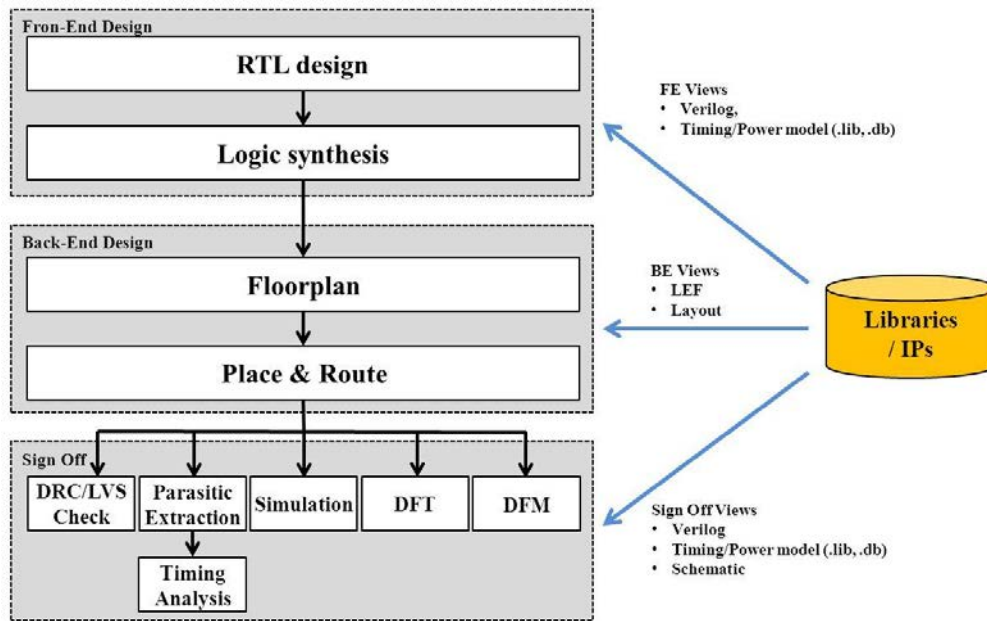 Fron-End Design
RTL design
Logic synthesis
FE Views
• Verilog,
• Timing/Power model (.lib, .db)
Back-End Design
Floorplan
Place & Route
BE Views
• LEF
• Layout
Libraries
/ IPs
Sign Off
DRC/LVS
Check
Parasitic
Extraction
Simulation
DFT
DFM
Timing
Analysis
Sign Off Views
• Verilog
• Timing/Power model (.lib, .db)
• Schematic